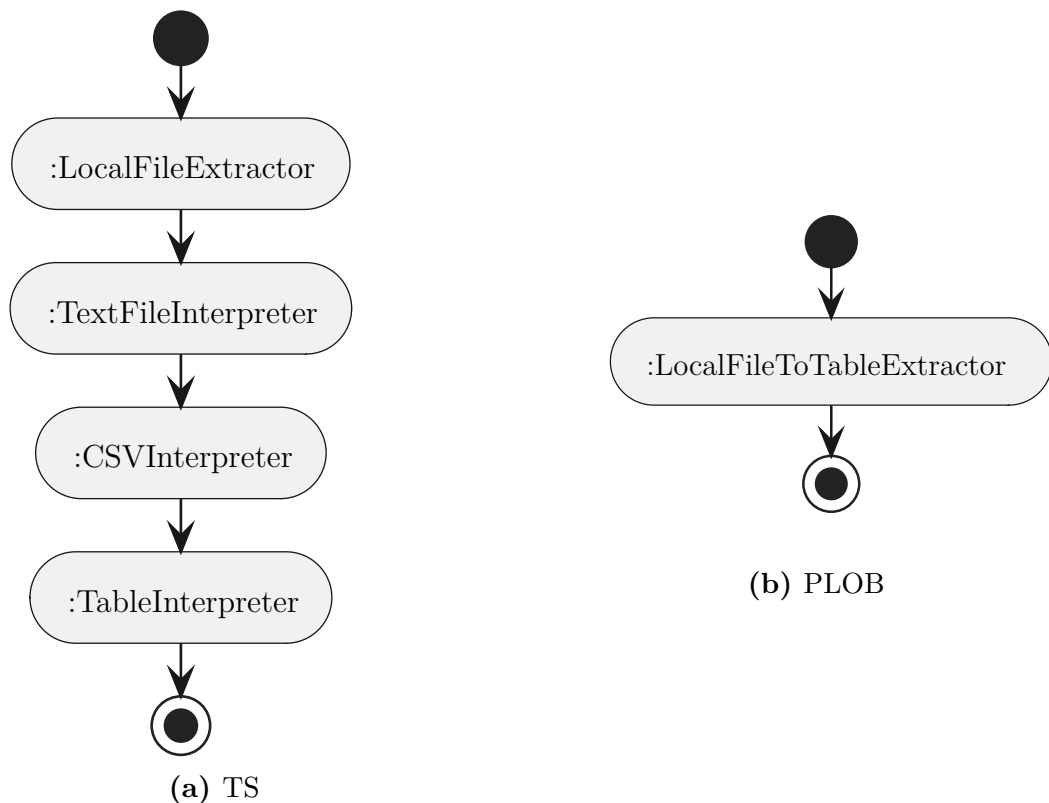 :LocalFileExtractor
:TextFileInterpreter
:CSVInterpreter
:TableInterpreter
(a) TS
:LocalFileToTableExtractor
(b) PLOB